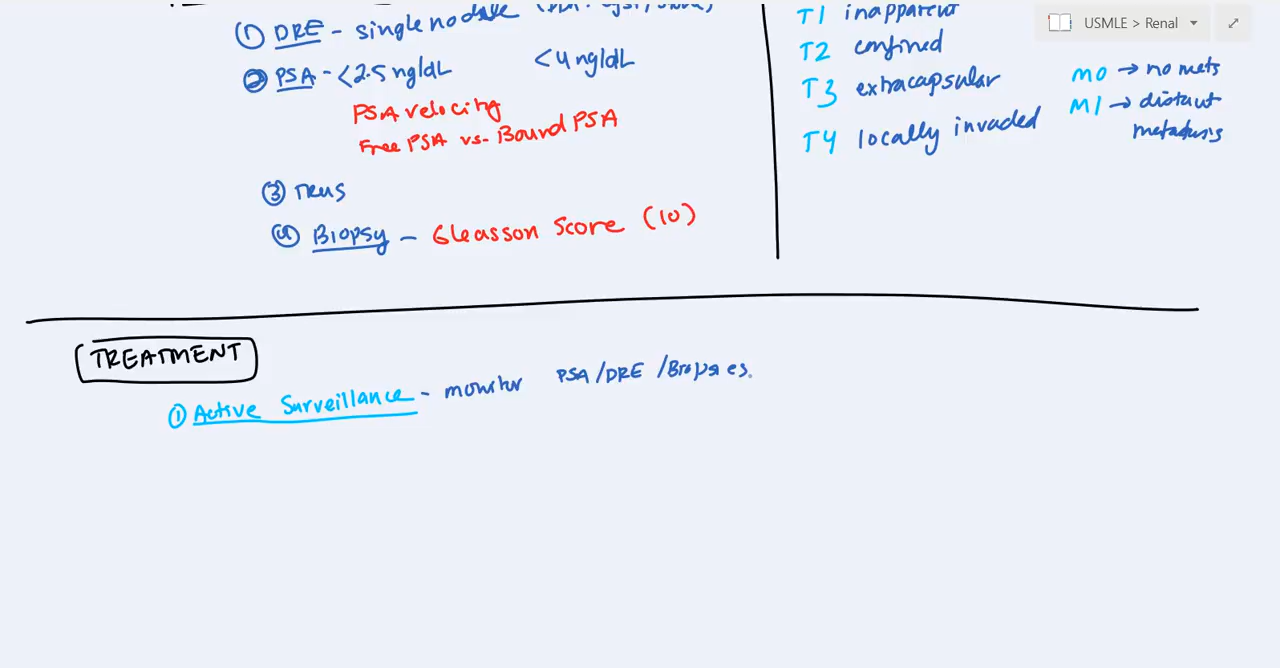 ① DRE - single nodule
② PSA - <2.5 ng/dL <4 ng/dL
PSA velocity
Free PSA vs. Bound PSA
③ TRUS
④ Biopsy - Gleasson Score (10)
T1 inapparent
T2 confined
T3 extracapsular
T4 locally invaded
M0 → no mets
M1 → distant
metastasis
USMLE > Renal
TREATMENT
① Active Surveillance - monitor PSA/DRE/Biopsies.